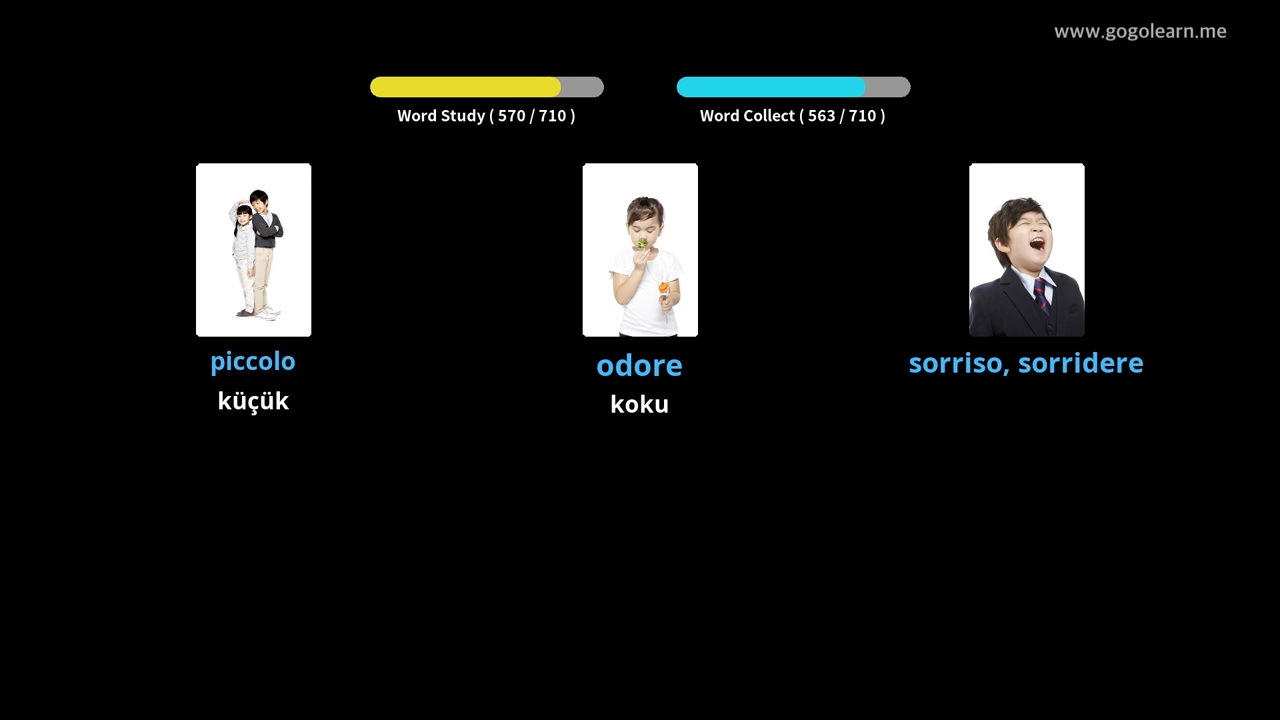 www.gogolearn.me
Word Study ( 570 / 710 )
Word Collect ( 563 / 710 )
piccolo
küçük
odore
koku
sorriso, sorridere